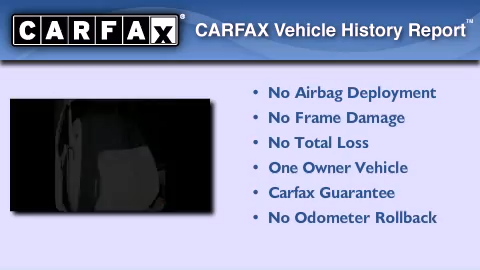 CARFAX®
CARFAX Vehicle History Report™
• No Airbag Deployment
• No Frame Damage
• No Total Loss
• One Owner Vehicle
• Carfax Guarantee
• No Odometer Rollback